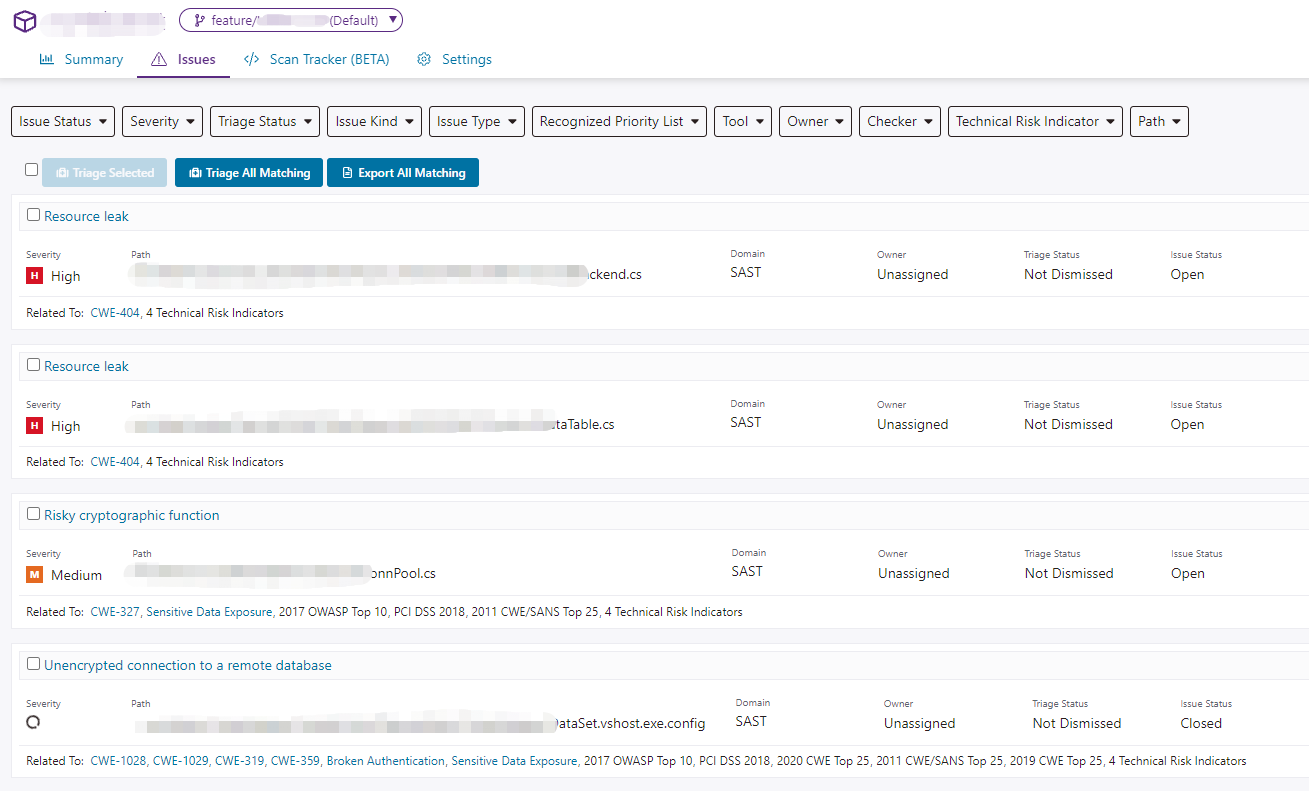 feature/ (Default)
Summary Issues Scan Tracker (BETA) Settings
Issue Status Severity Triage Status Issue Kind Issue Type Recognized Priority List Tool Owner Checker Technical Risk Indicator Path
Triage Selected Triage All Matching Export All Matching
Resource leak
Severity Path Domain Owner Triage Status Issue Status
H High ckend.cs SAST Unassigned Not Dismissed Open
Related To: CWE-404, 4 Technical Risk Indicators
Resource leak
Severity Path Domain Owner Triage Status Issue Status
H High taTable.cs SAST Unassigned Not Dismissed Open
Related To: CWE-404, 4 Technical Risk Indicators
Risky cryptographic function
Severity Path Domain Owner Triage Status Issue Status
M Medium onnPool.cs SAST Unassigned Not Dismissed Open
Related To: CWE-327, Sensitive Data Exposure, 2017 OWASP Top 10, PCI DSS 2018, 2011 CWE/SANS Top 25, 4 Technical Risk Indicators
Unencrypted connection to a remote database
Severity Path Domain Owner Triage Status Issue Status
DataSet.vshost.exe.config SAST Unassigned Not Dismissed Closed
Related To: CWE-1028, CWE-1029, CWE-319, CWE-359, Broken Authentication, Sensitive Data Exposure, 2017 OWASP Top 10, PCI DSS 2018, 2020 CWE Top 25, 2011 CWE/SANS Top 25, 2019 CWE Top 25, 4 Technical Risk Indicators